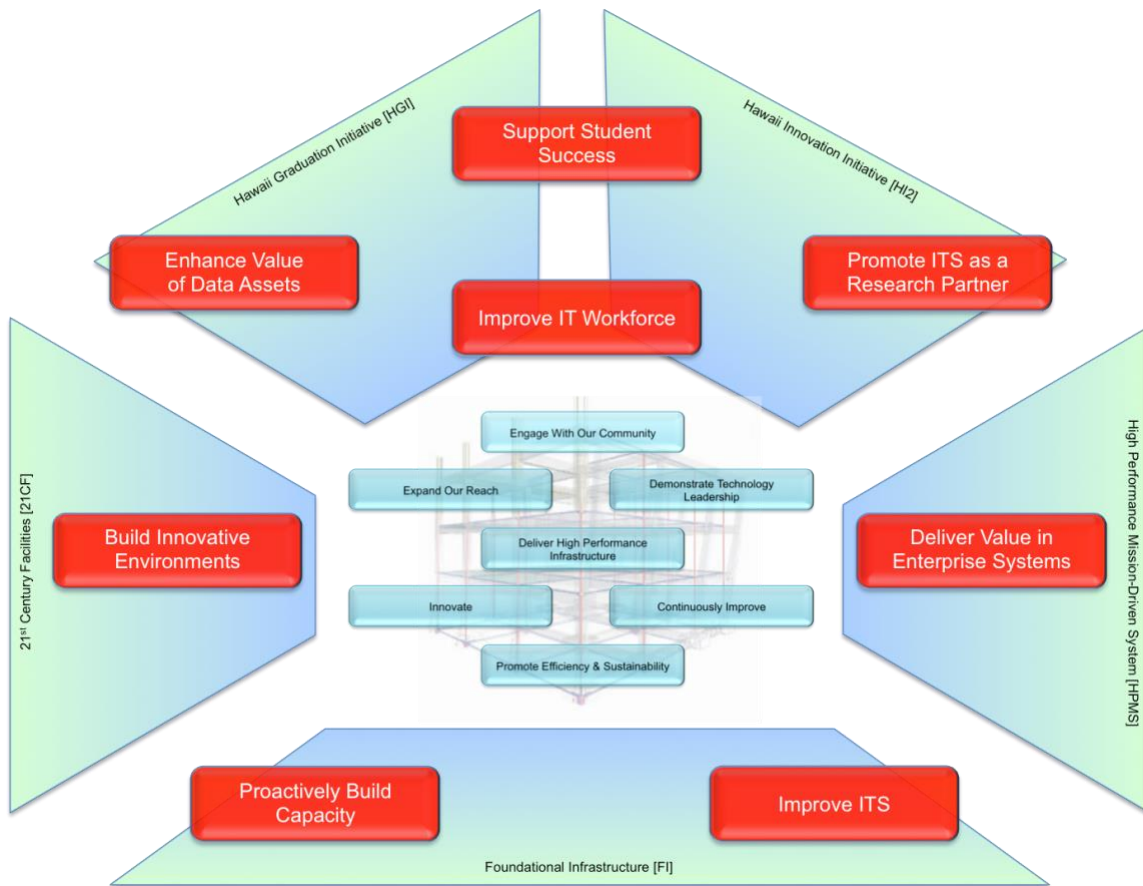 Hawaii Graduation Initiative [HGI]
Hawaii Innovation Initiative [HI2]
Support Student
Success
Enhance Value
of Data Assets
Promote ITS as a
Research Partner
Improve IT Workforce
Engage With Our Community
Expand Our Reach
Demonstrate Technology
Leadership
Deliver High Performance
Infrastructure
Innovate
Continuously Improve
Promote Efficiency & Sustainability
21st Century Facilities [21CF]
Build Innovative
Environments
Deliver Value in
Enterprise Systems
High Performance Mission-Driven System [HPMS]
Proactively Build
Capacity
Improve ITS
Foundational Infrastructure [FI]